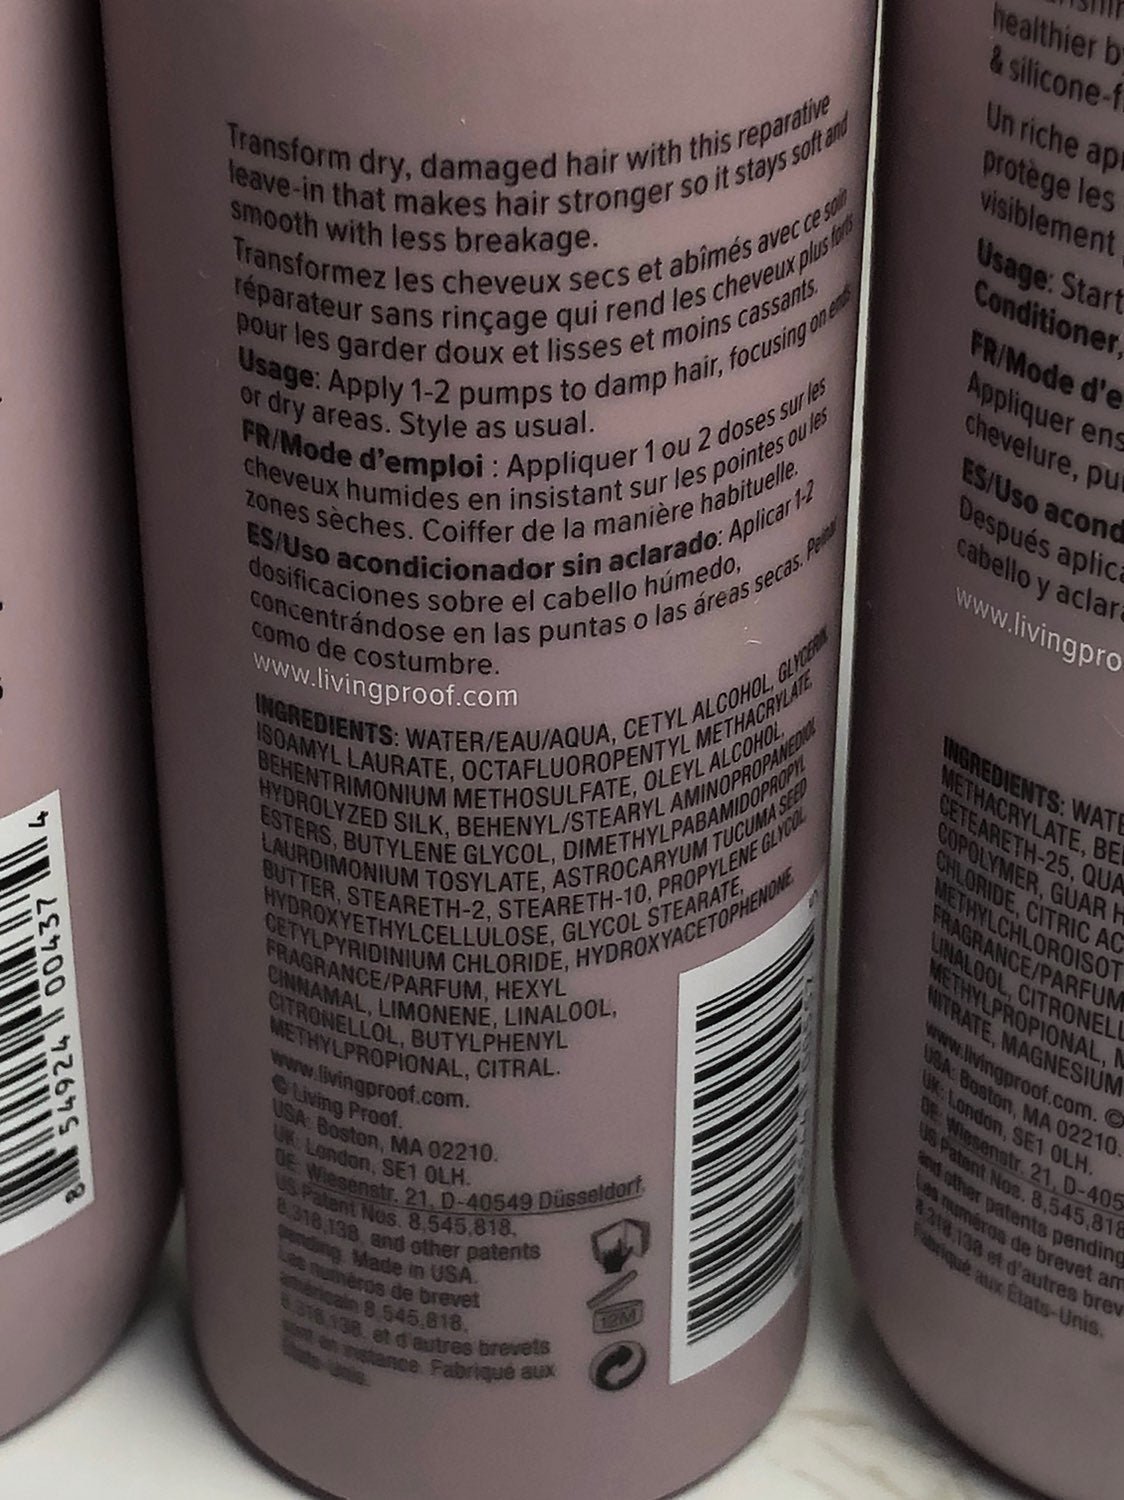 Transform dry, damaged hair with this reparative
leave-in that makes hair stronger so it stays soft and
smooth with less breakage.
Transformez les cheveux secs et abîmés avec ce soin
réparateur sans rinçage qui rend les cheveux plus forts
pour les garder doux et lisses et moins cassants.
Usage: Apply 1-2 pumps to damp hair, focusing on ends
or dry areas. Style as usual.
FR/Mode d'emploi : Appliquer 1 ou 2 doses sur les
cheveux humides en insistant sur les pointes ou les
zones sèches. Coiffer de la manière habituelle.
ES/Uso acondicionador sin aclarado: Aplicar 1-2
dosificaciones sobre el cabello húmedo,
concentrándose en las puntas o las áreas secas. Peinar
como de costumbre.
www.livingproof.com
INGREDIENTS: WATER/EAU/AQUA, CETYL ALCOHOL, GLYCERIN,
ISOAMYL LAURATE, OCTAFLUOROPENTYL METHACRYLATE,
BEHENTRIMONIUM METHOSULFATE, OLEYL ALCOHOL,
HYDROLYZED SILK, BEHENYL/STEARYL AMINOPROPANEDIOL
ESTERS, BUTYLENE GLYCOL, DIMETHYLPABAMIDOPROPYL
LAURDIMONIUM TOSYLATE, ASTROCARYUM TUCUMA SEED
BUTTER, STEARETH-2, STEARETH-10, PROPYLENE GLYCOL,
HYDROXYETHYLCELLULOSE, GLYCOL STEARATE,
CETYLPYRIDINIUM CHLORIDE, HYDROXYACETOPHENONE,
FRAGRANCE/PARFUM, HEXYL
CINNAMAL, LIMONENE, LINALOOL,
CITRONELLOL, BUTYLPHENYL
METHYLPROPIONAL, CITRAL.
www.livingproof.com.
© Living Proof.
USA: Boston, MA 02210.
UK: London, SE1 0LH.
DE: Wiesenstr. 21, D-40549 Düsseldorf.
US Patent Nos. 8,545,818,
8,318,138, and other patents
pending. Made in USA.
Les numéros de brevet
américain 8,545,818,
8,318,138, et d'autres brevets
sont en instance. Fabriqué aux
États-Unis.
12M
8 54924 00437 4
healthier
& silicone-f
Un riche
protège les
visiblement
Usage: Start
Conditioner,
FR/Mode d'e
Appliquer ens
chevelure, pu
ES/Uso acond
Después aplic
cabello y aclar
www.livingpro
INGREDIENTS: WATE
METHACRYLATE, BE
CETEARETH-25, QUA
COPOLYMER, GUAR H
CHLORIDE, CITRIC AC
METHYLCHLOROISOT
FRAGRANCE/PARFUM
LINALOOL, CITRONELL
METHYLPROPIONAL, M
NITRATE, MAGNESIUM
www.livingproof.com. ©
USA: Boston, MA 02210.
UK: London, SE1 0LH.
DE: Wiesenstr. 21, D-405
US Patent Nos. 8,545,818
and other patents pending
Les numéros de brevet am
8,318,138 et d'autres brev
Fabriqué aux États-Unis.